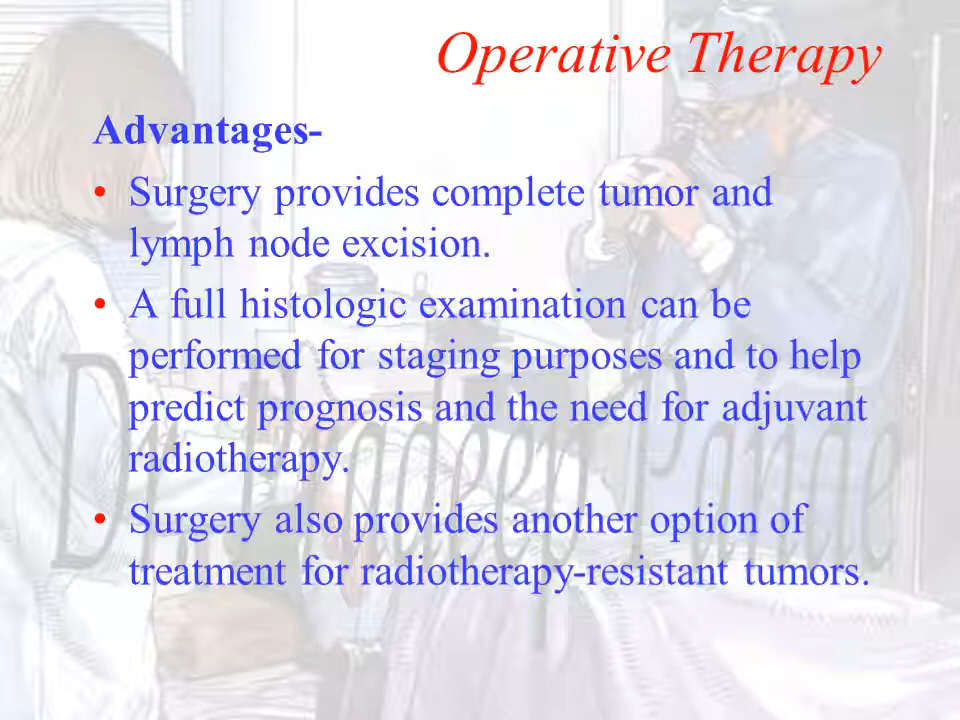 Operative Therapy
Advantages-
• Surgery provides complete tumor and
lymph node excision.
• A full histologic examination can be
performed for staging purposes and to help
predict prognosis and the need for adjuvant
radiotherapy.
• Surgery also provides another option of
treatment for radiotherapy-resistant tumors.